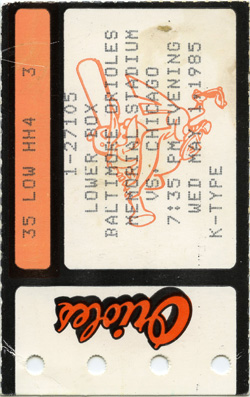 35 LOW HH4 3
1-27105
LOWER BOX
BALTIMORE ORIOLES
MEMORIAL STADIUM
VS. CHICAGO
7:35 PM EVENING
WED MAY 1,1985
K-TYPE
Orioles